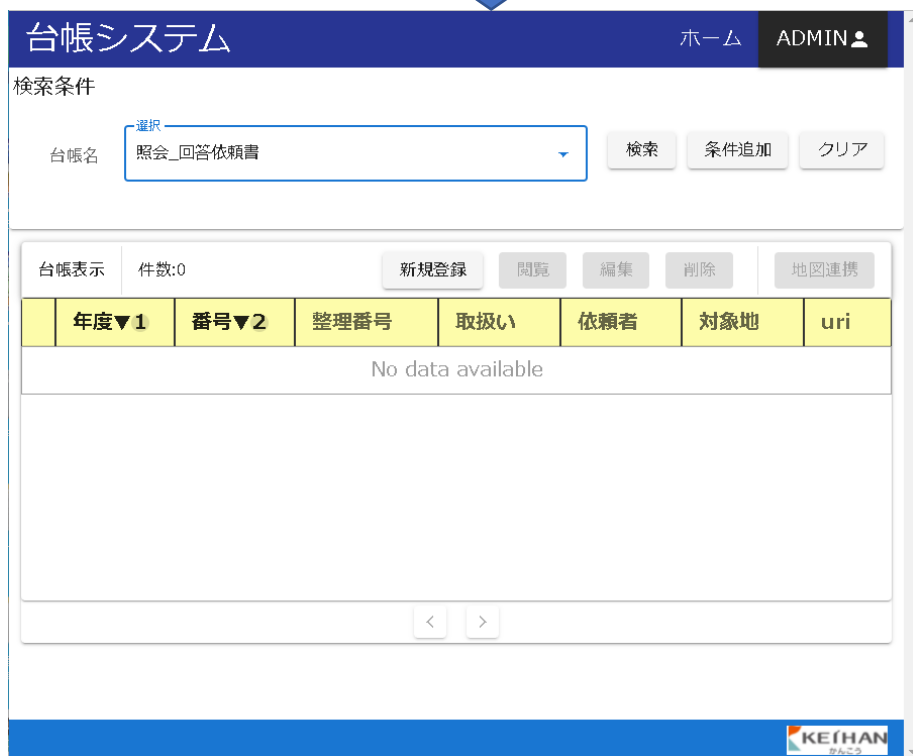 台帳システム ホーム ADMIN
検索条件
選択
台帳名 照会_回答依頼書 検索 条件追加 クリア
台帳表示 件数:0 新規登録 閲覧 編集 削除 地図連携
年度▼1 番号▼2 整理番号 取扱い 依頼者 対象地 uri
No data available
< >
KEIHAN
かんこう